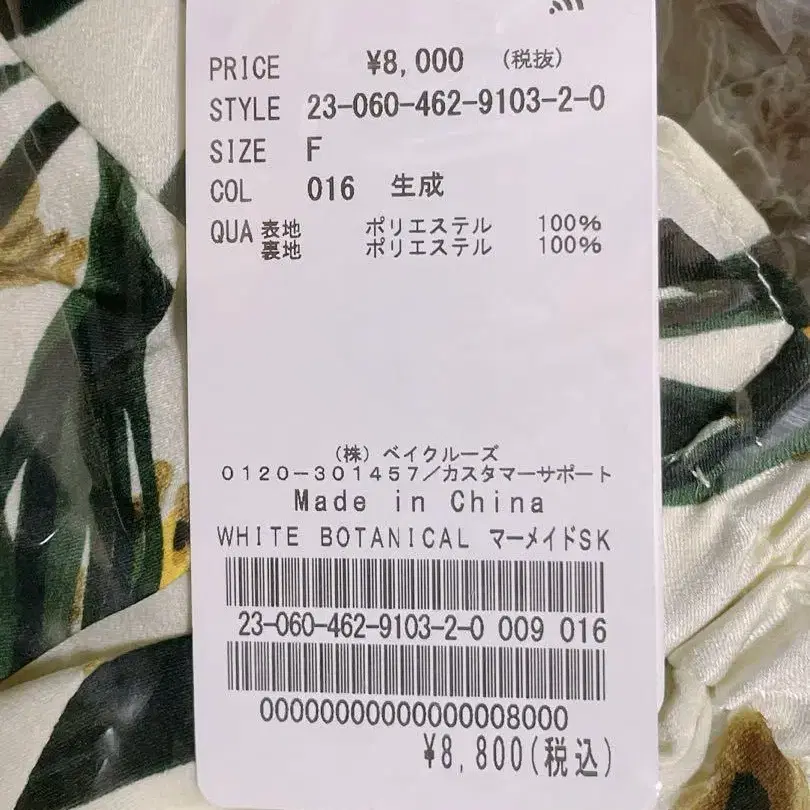 PRICE ¥8,000 (税抜)
STYLE 23-060-462-9103-2-0
SIZE F
COL 016 生成
QUA 表地 ポリエステル 100%
裏地 ポリエステル 100%
(株) ベイクルーズ
0120-301457/カスタマーサポート
Made in China
WHITE BOTANICAL マーメイドSK
23-060-462-9103-2-0 009 016
00000000000000008000
¥8,800(税込)